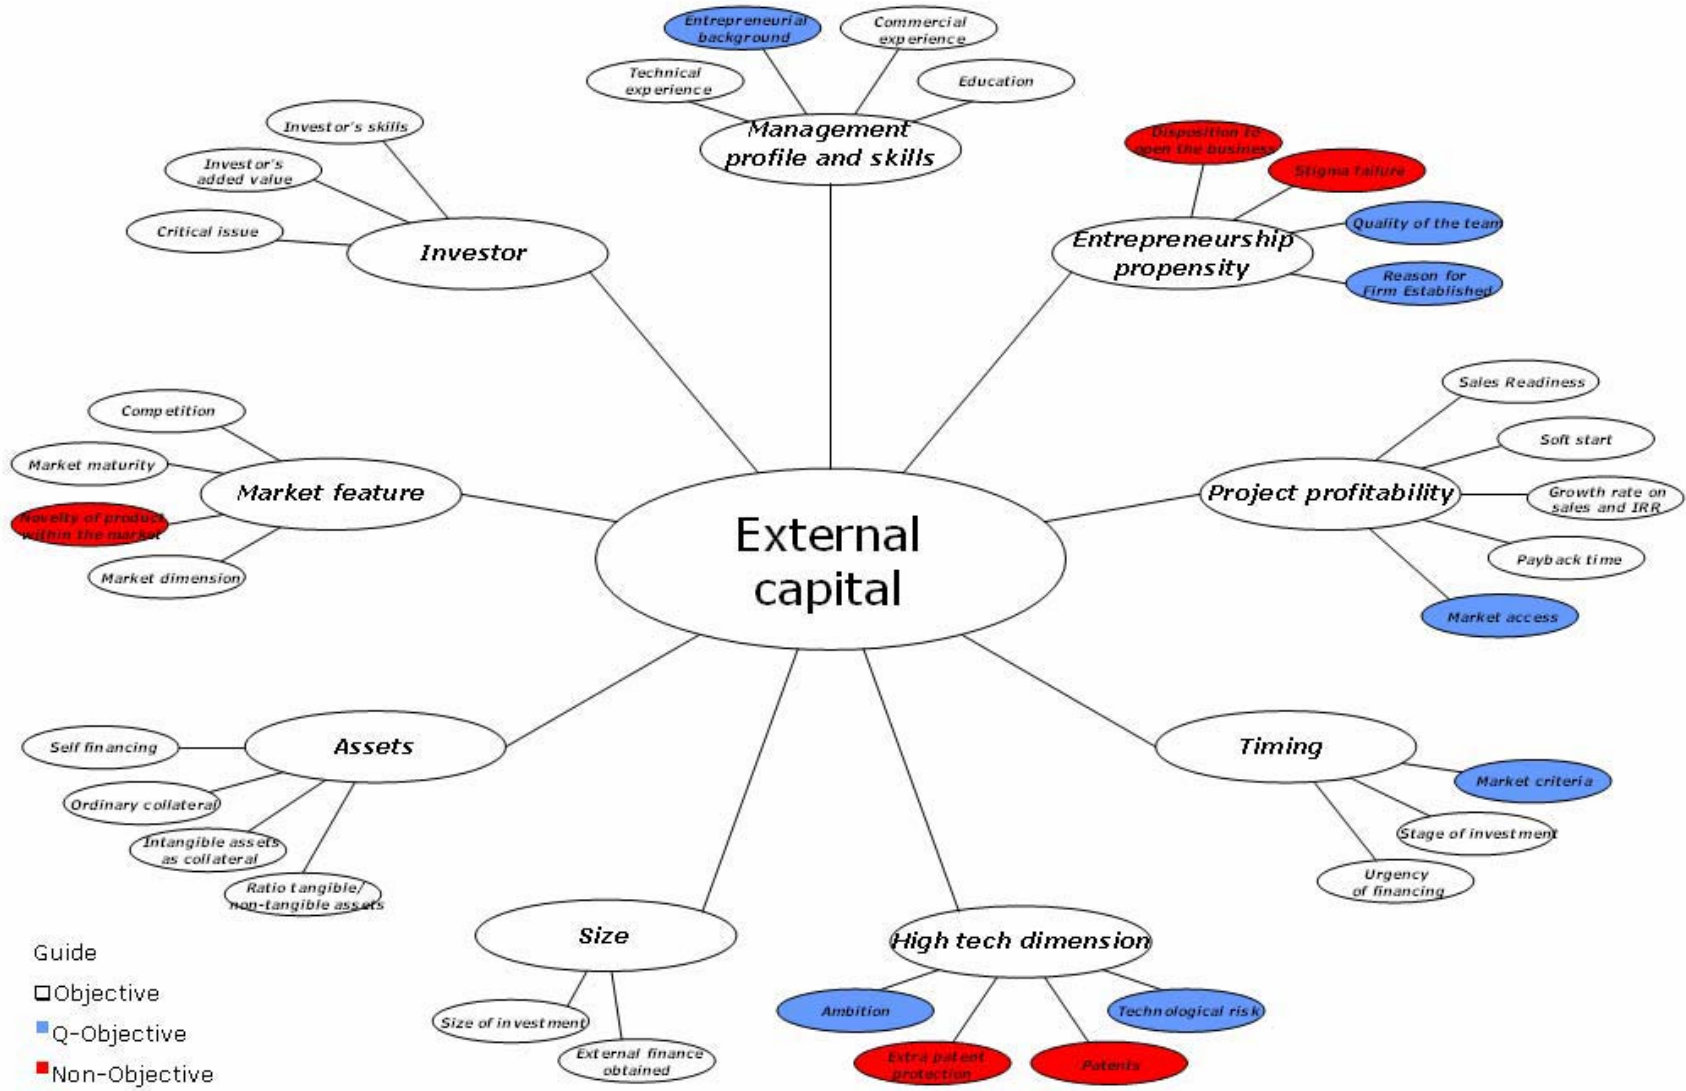 Entrepreneurial
background
Commercial
experience
Technical
experience
Education
Management
profile and skills
Investor's skills
Investor's
added value
Critical issue
Investor
Disposition to
open the business
Stigma failure
Quality of the team
Reason for
Firm Established
Entrepreneurship
propensity
Competition
Market maturity
Novelty of product
within the market
Market dimension
Market feature
External
capital
Sales Readiness
Soft start
Growth rate on
sales and IRR
Payback time
Market access
Project profitability
Self financing
Ordinary collateral
Intangible assets
as collateral
Ratio tangible/
non-tangible assets
Assets
Timing
Market criteria
Stage of investment
Urgency
of financing
Size
Size of investment
External finance
obtained
High tech dimension
Ambition
Extra patent
protection
Patents
Technological risk
Guide
Objective
Q-Objective
Non-Objective